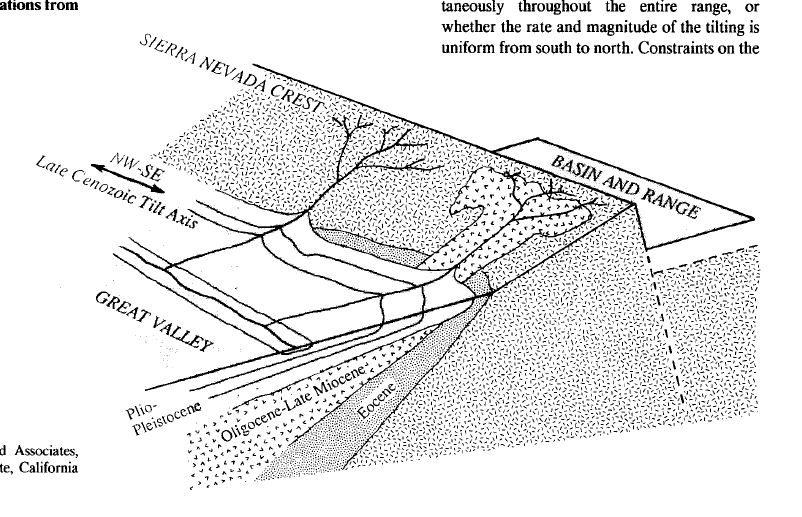 ations from
taneously throughout the entire range, or
whether the rate and magnitude of the tilting is
uniform from south to north. Constraints on the
SIERRA NEVADA CREST
BASIN AND RANGE
NW-SE
Late Cenozoic Tilt Axis
GREAT VALLEY
Plio-
Pleistocene
Oligocene-Late Miocene
Eocene
d Associates,
te, California